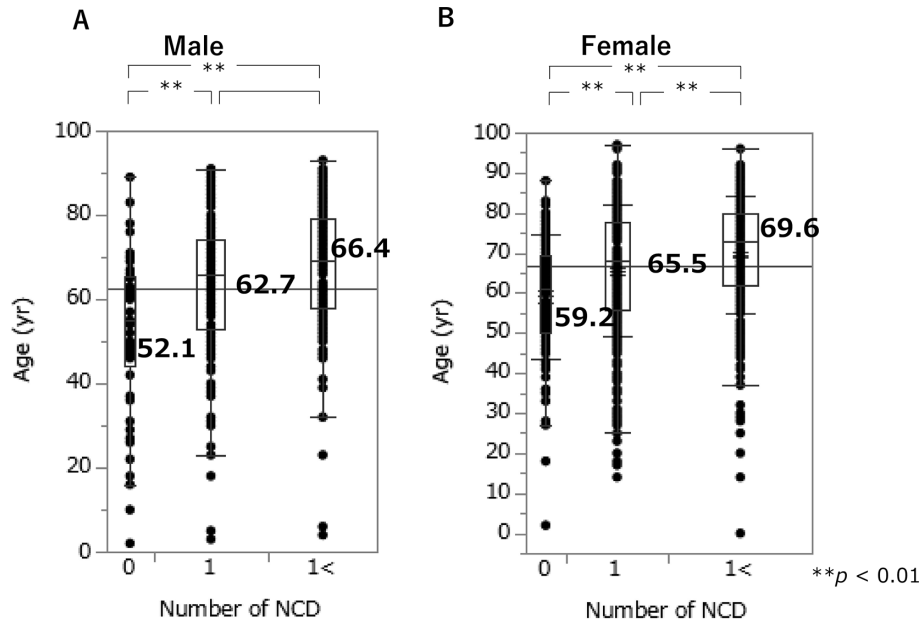 A
Male
**
**
Age (yr)
100
80
60
40
20
0
52.1
62.7
66.4
0 1 1<
Number of NCD
B
Female
**
** **
Age (yr)
100
90
80
70
60
50
40
30
20
10
0
59.2
65.5
69.6
0 1 1<
Number of NCD
**p < 0.01